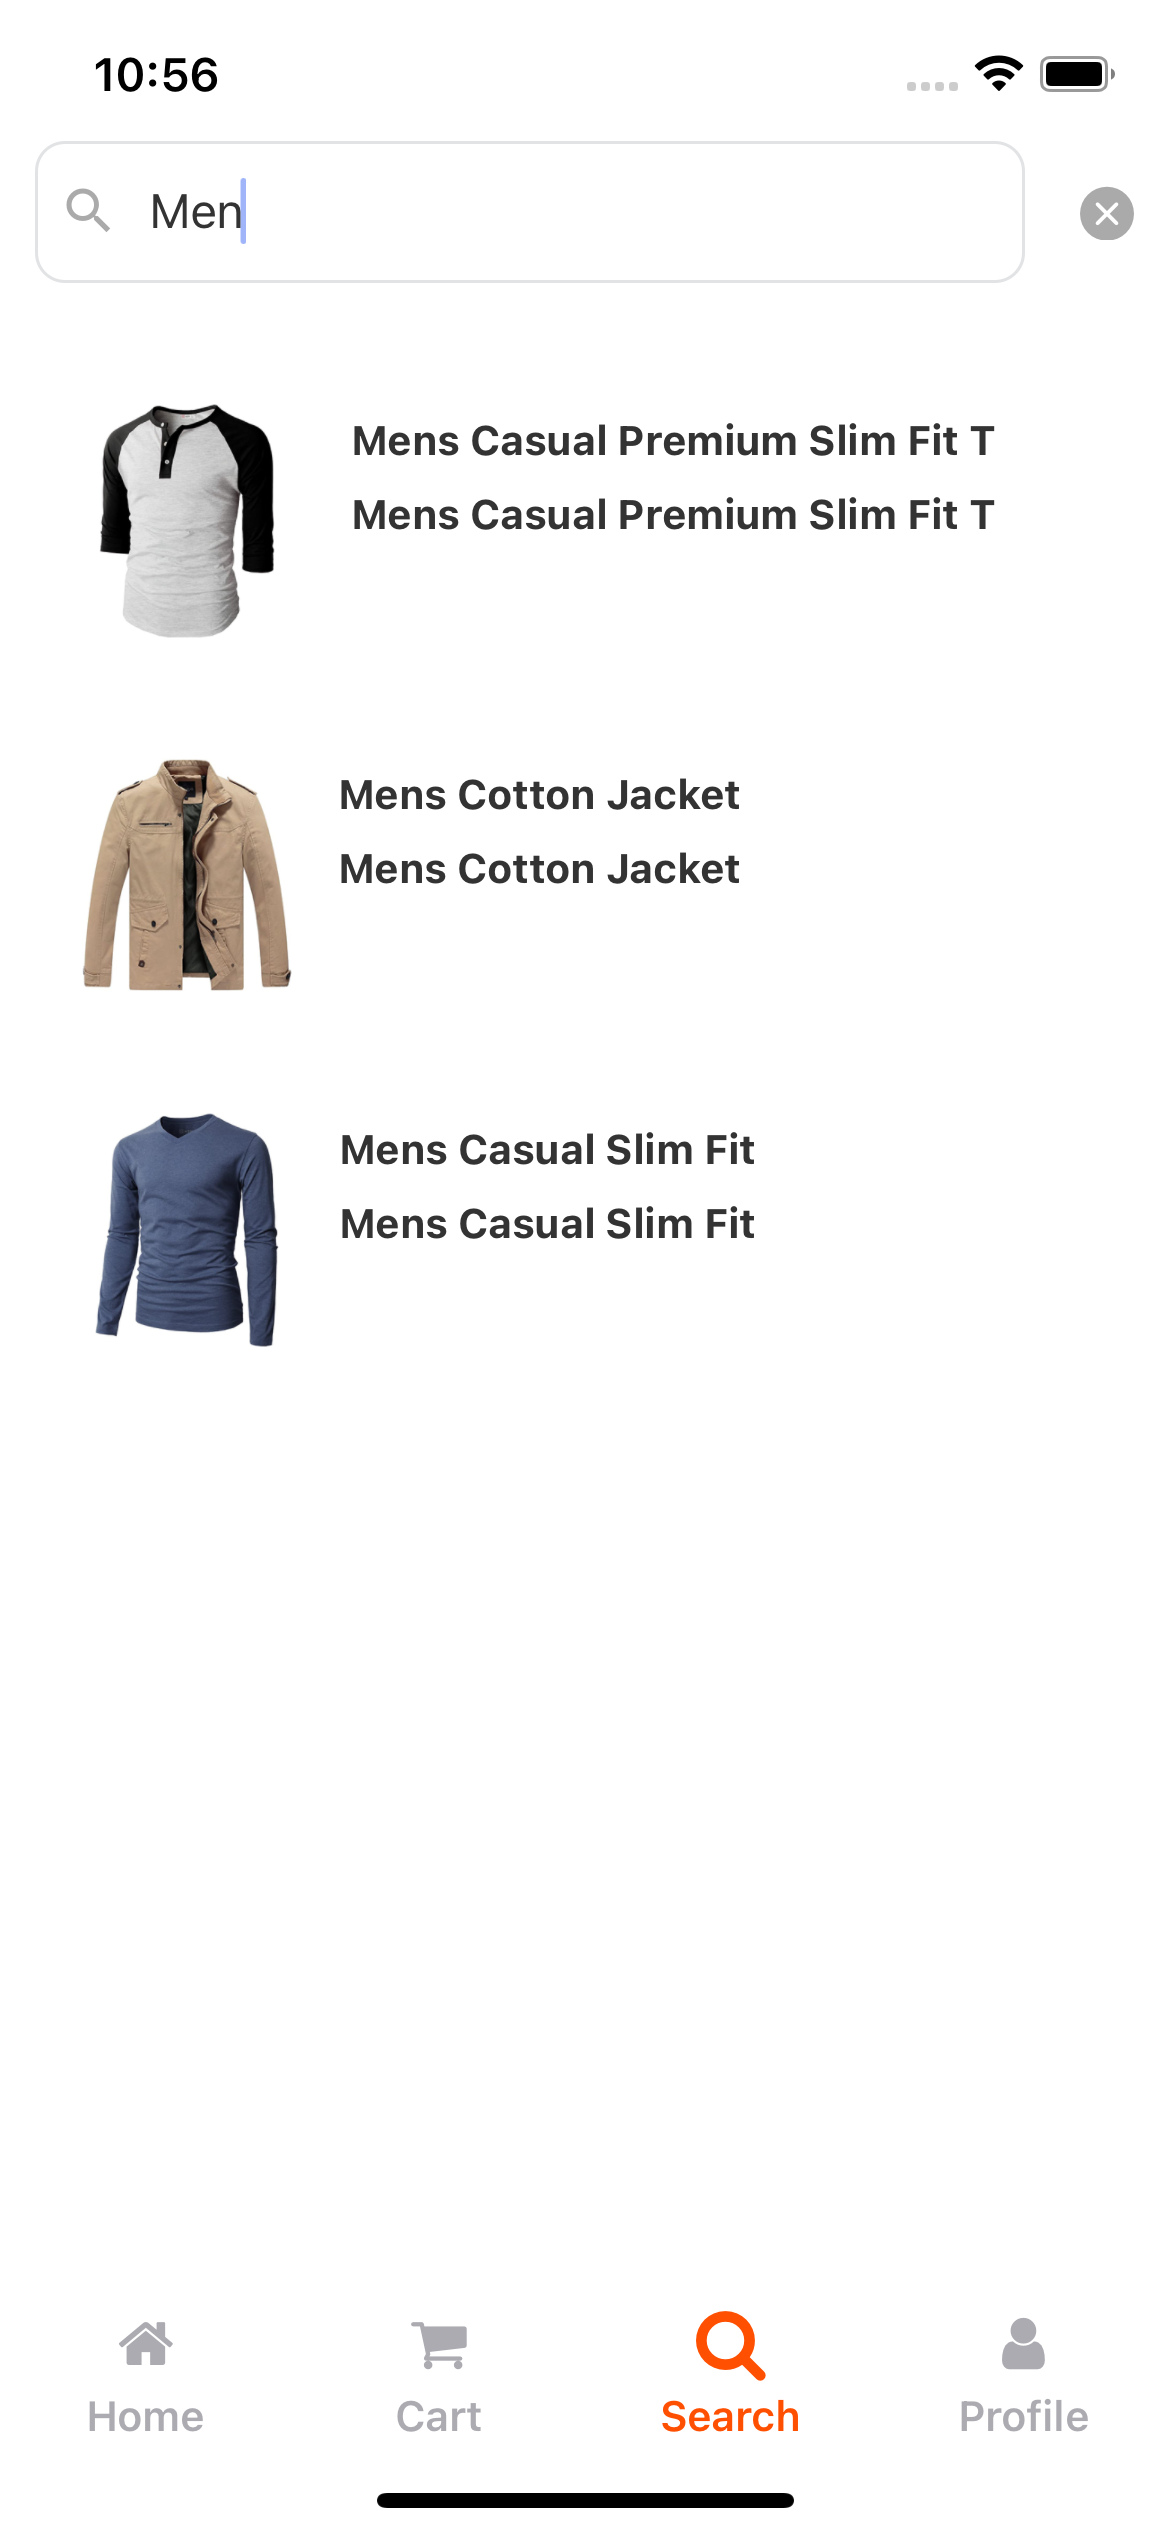 10:56
Men
Mens Casual Premium Slim Fit T
Mens Casual Premium Slim Fit T
Mens Cotton Jacket
Mens Cotton Jacket
Mens Casual Slim Fit
Mens Casual Slim Fit
Home
Cart
Search
Profile